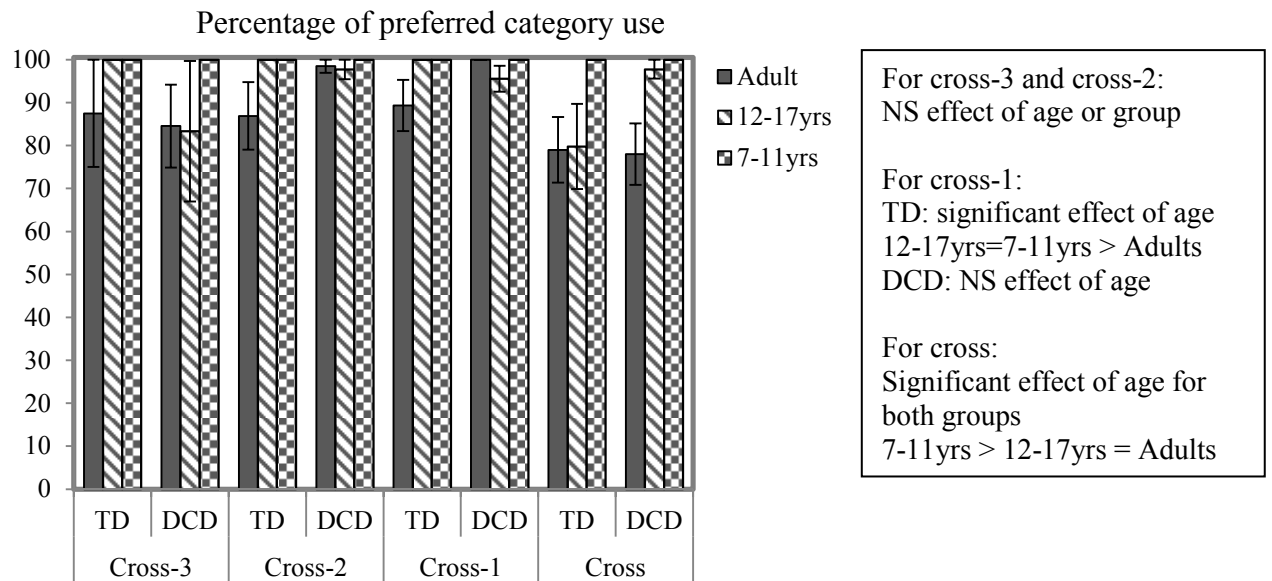 Percentage of preferred category use
100
90
80
70
60
50
40
30
20
10
0
TD DCD TD DCD TD DCD TD DCD
Cross-3 Cross-2 Cross-1 Cross
Adult
12-17yrs
7-11yrs
For cross-3 and cross-2:
NS effect of age or group
For cross-1:
TD: significant effect of age
12-17yrs=7-11yrs > Adults
DCD: NS effect of age
For cross:
Significant effect of age for
both groups
7-11yrs > 12-17yrs = Adults